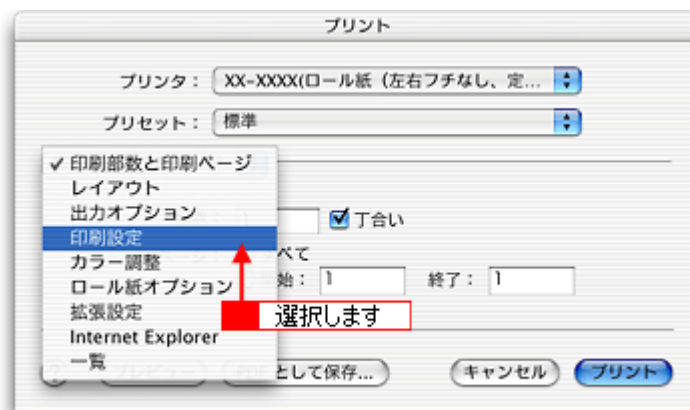 プリント
プリンタ： XX-XXXX(ロール紙（左右フチなし、定...
プリセット： 標準
✓ 印刷部数と印刷ページ
レイアウト
出力オプション
丁合い
印刷設定
べて
カラー調整
始： 1 終了： 1
ロール紙オプション
拡張設定
選択します
Internet Explorer
一覧
として保存...
キャンセル
プリント